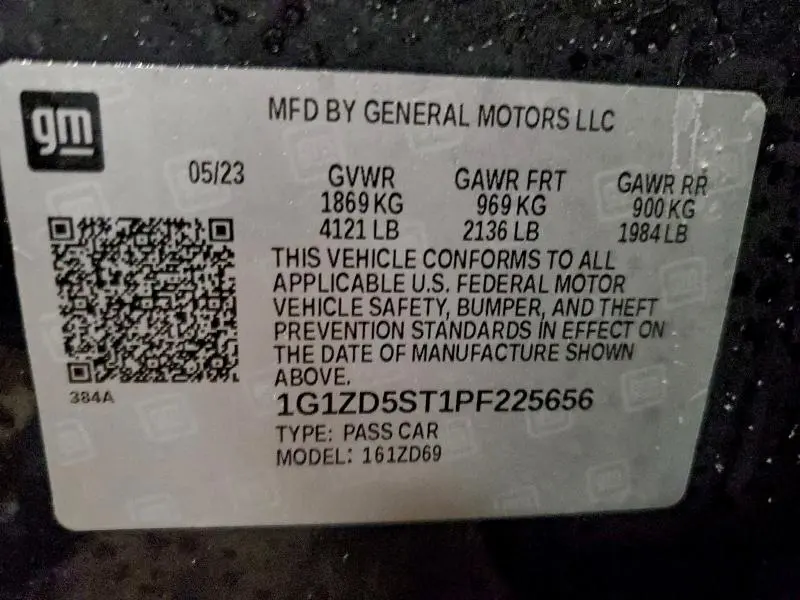 gm
MFD BY GENERAL MOTORS LLC
05/23 GVWR GAWR FRT GAWR RR
1869 KG 969 KG 900 KG
4121 LB 2136 LB 1984 LB
THIS VEHICLE CONFORMS TO ALL
APPLICABLE U.S. FEDERAL MOTOR
VEHICLE SAFETY, BUMPER, AND THEFT
PREVENTION STANDARDS IN EFFECT ON
THE DATE OF MANUFACTURE SHOWN
ABOVE.
384A
1G1ZD5ST1PF225656
TYPE: PASS CAR
MODEL: 161ZD69